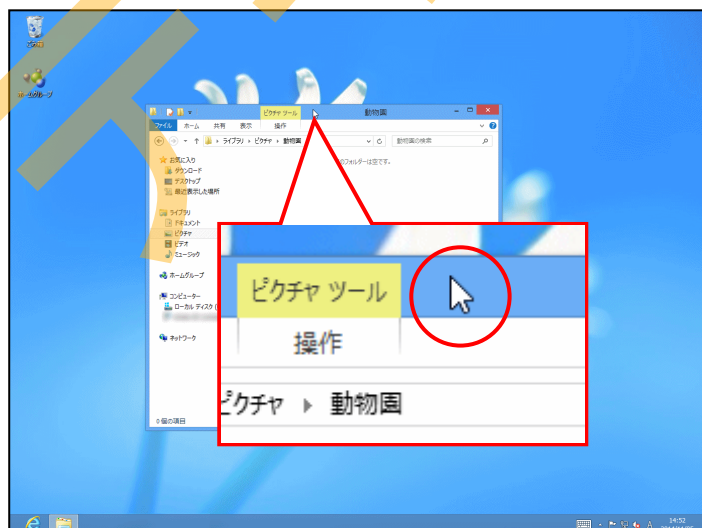 ごみ箱
ホームグループ
ピクチャ ツール
動物園
ファイル ホーム 共有 表示 操作
ライブラリ ▸ ピクチャ ▸ 動物園
動物園の検索
お気に入り
ダウンロード
デスクトップ
最近表示した場所
このフォルダーは空です。
ライブラリ
ドキュメント
ピクチャ
ビデオ
ミュージック
ホームグループ
コンピューター
ローカル ディスク (
ネットワーク
0 個の項目
ピクチャ ツール
操作
ピクチャ ▸ 動物園
A 14:52